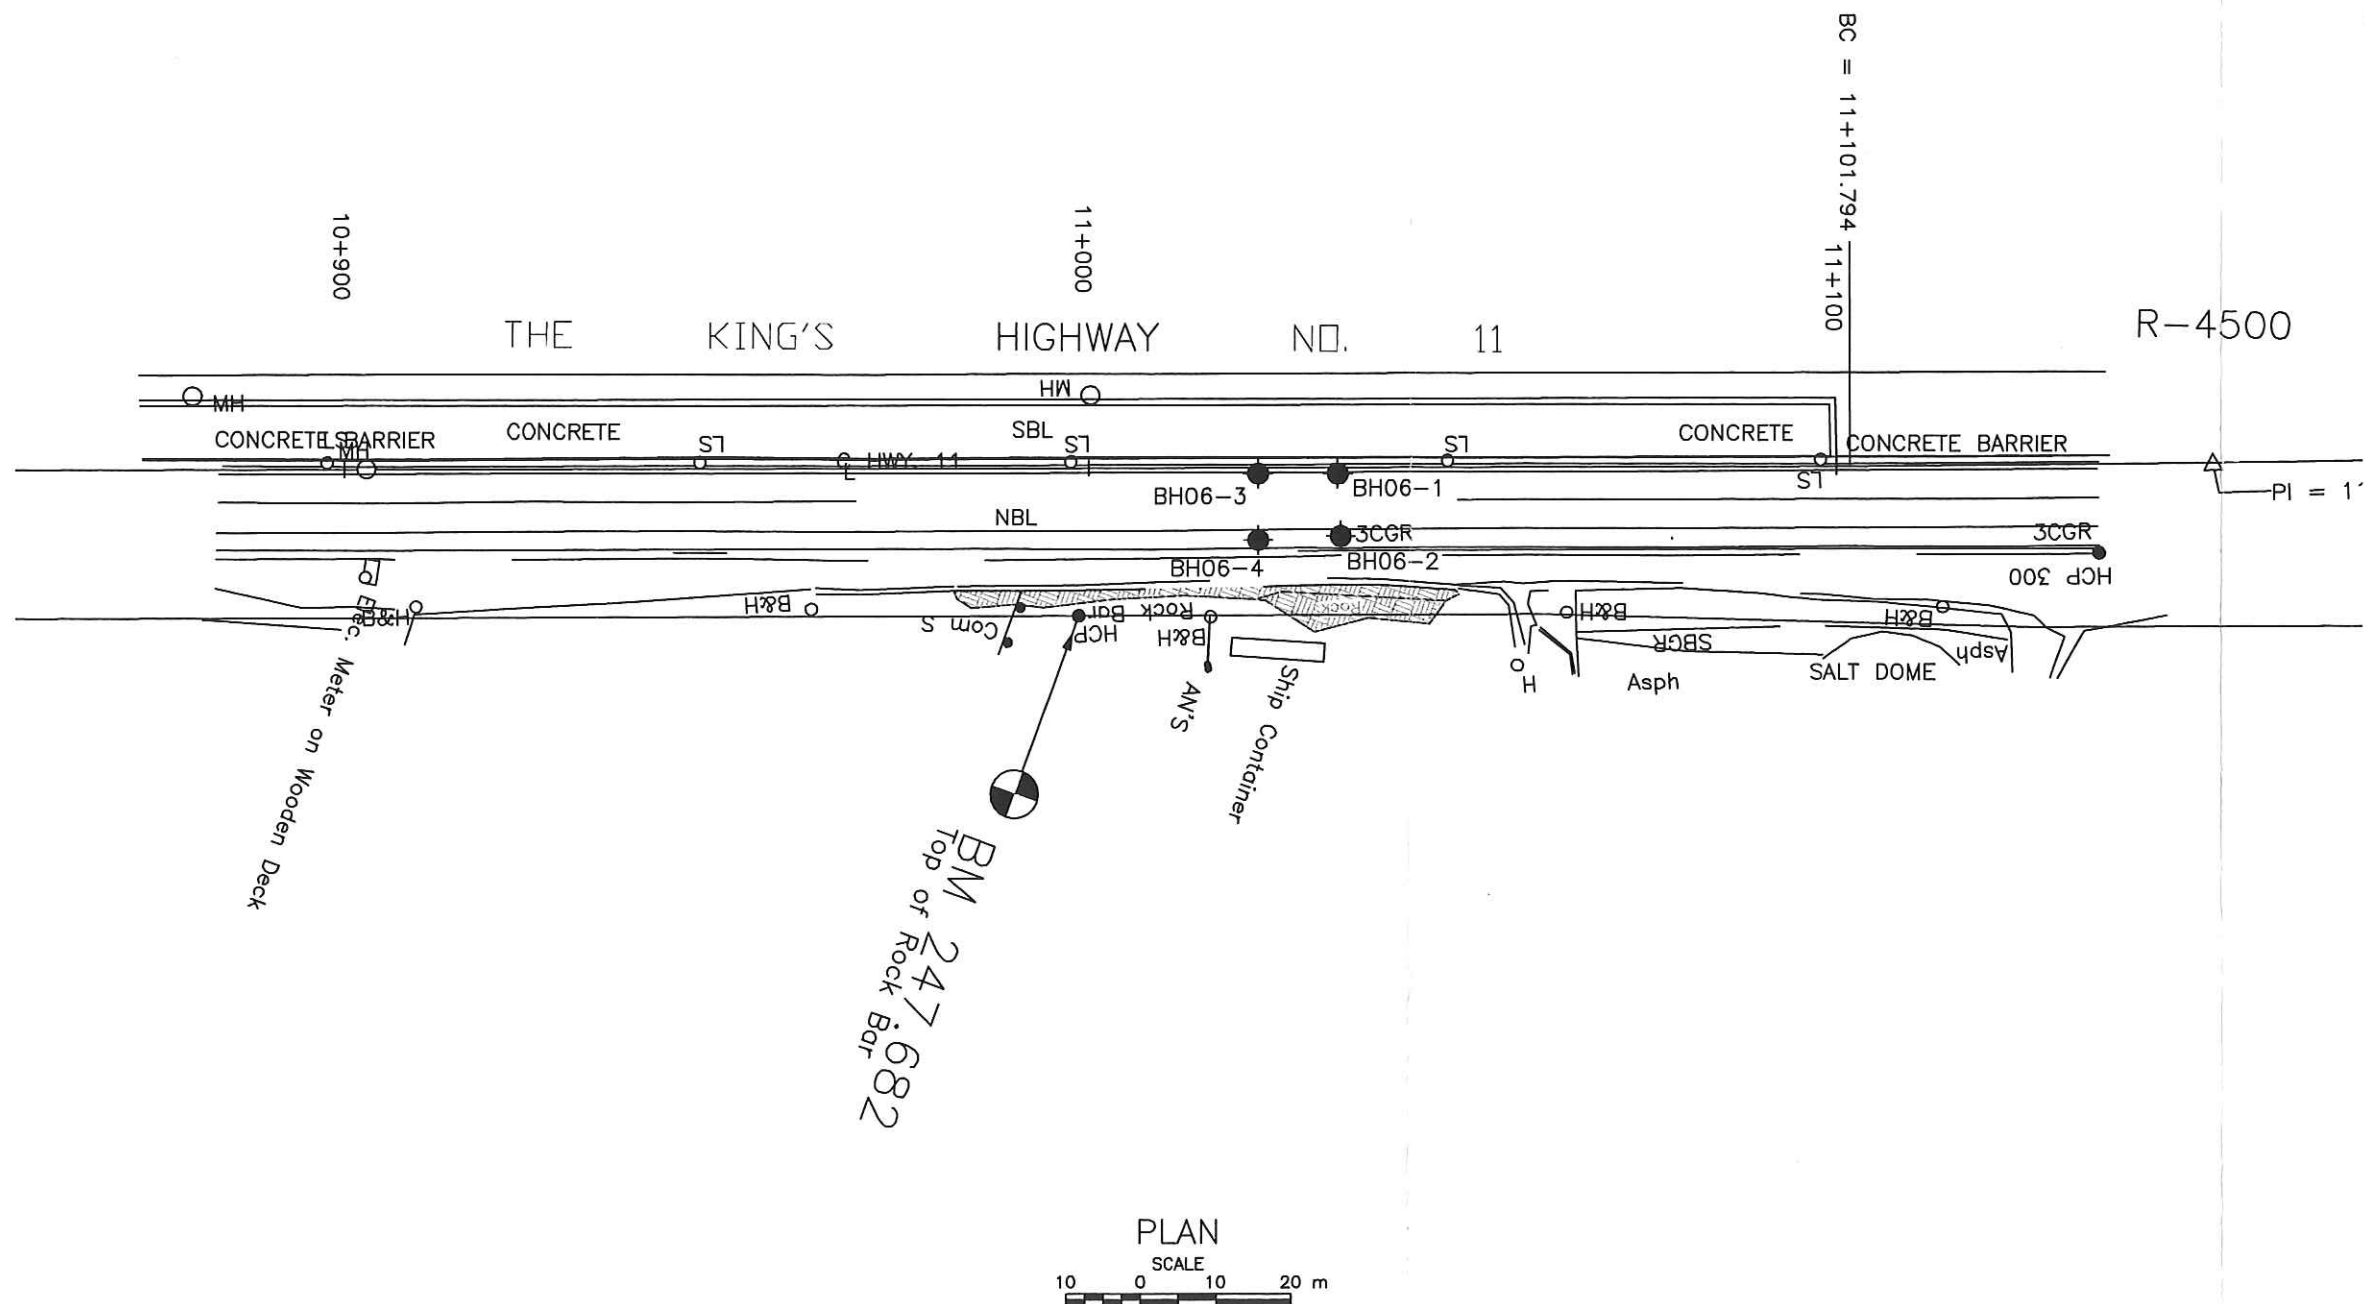 BC = 11+101.794
10+900
11+000
11+100
THE KING'S HIGHWAY NO. 11
R-4500
MH
MH
CONCRETE BARRIER
LS
MH
CONCRETE
LS
SBL
LS
LS
CONCRETE
CONCRETE BARRIER
LS
HWY. 11
BH06-3
BH06-1
PI = 1
NBL
3CGR
3CGR
BH06-4
BH06-2
HCP 300
B&H
B&H
Rock Bar
HCP
Rock
B&H
B&H
B&H
Com S
SBGR
Asph
SALT DOME
H
Asph
AN'S
Ship Container
Elec. Meter on Wooden Deck
BM 247.682
Top of Rock Bar
PLAN
SCALE
10 0 10 20 m